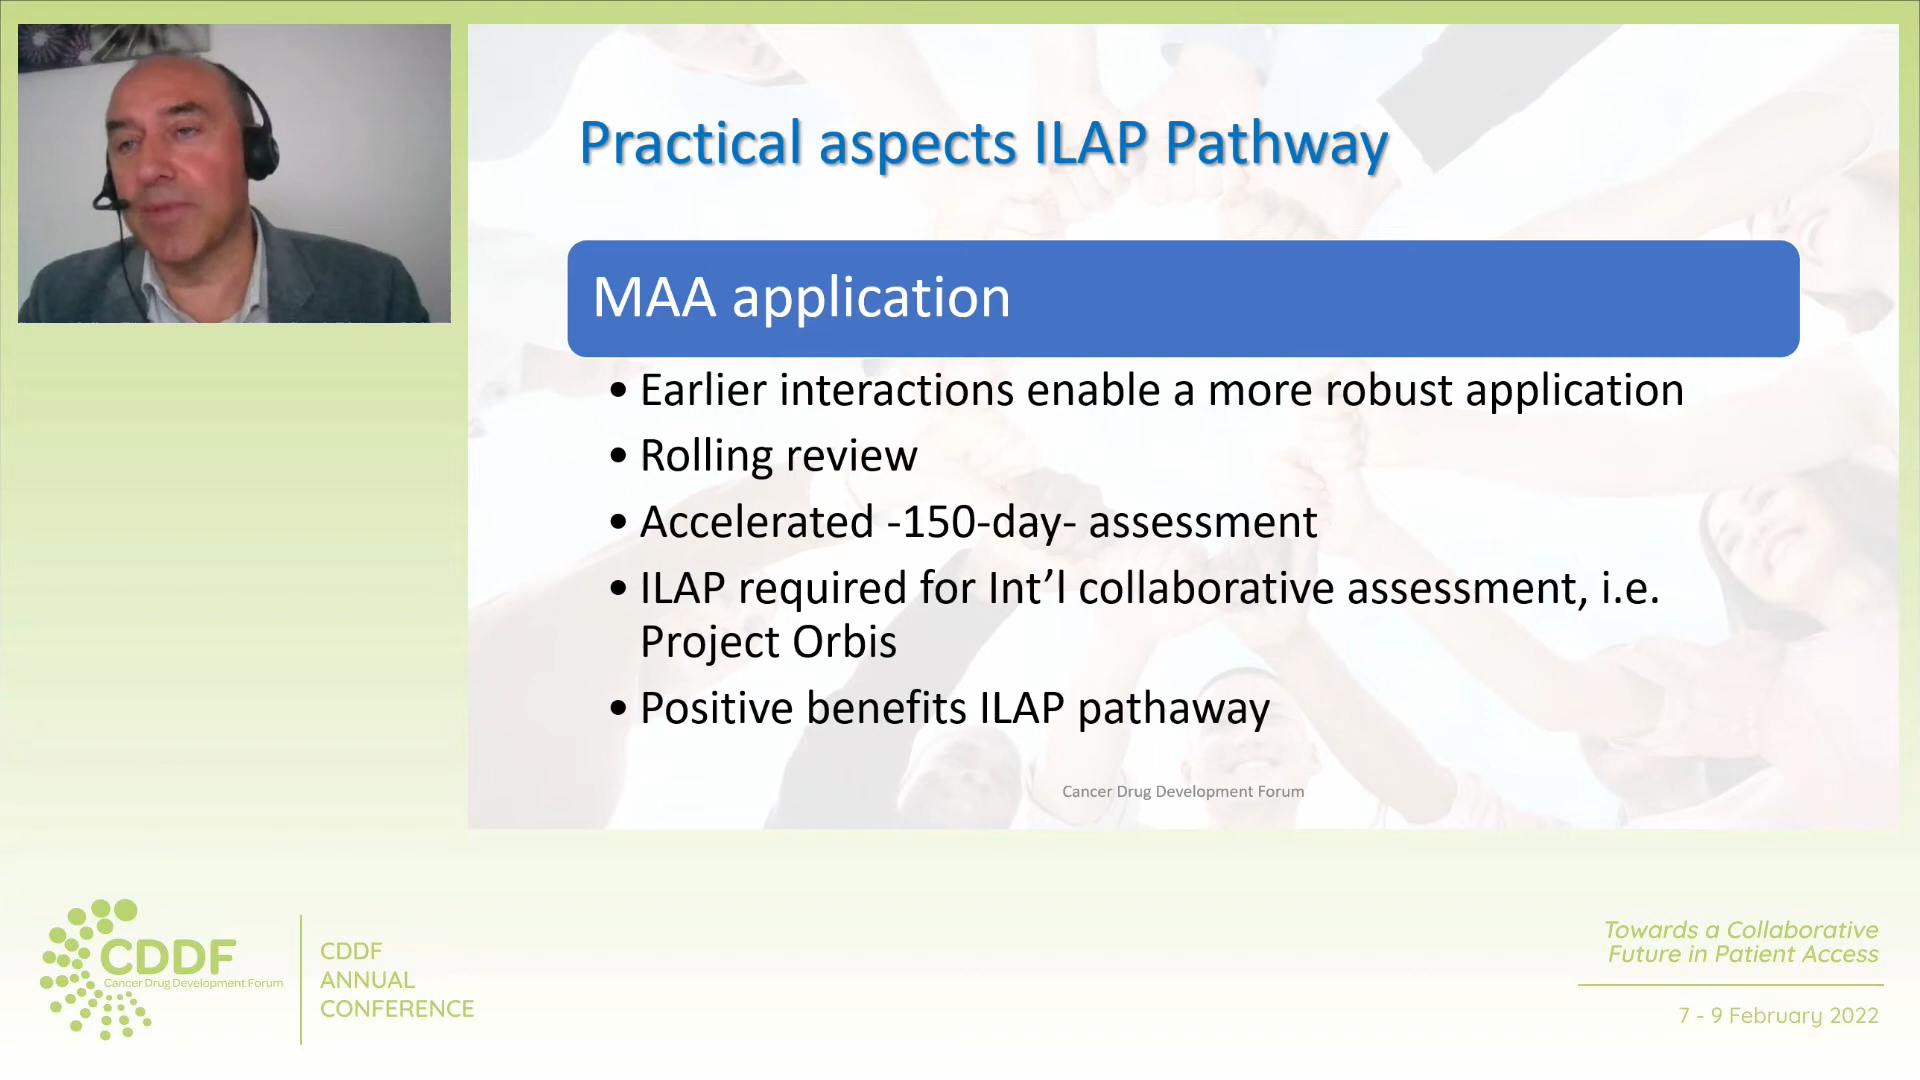 Practical aspects ILAP Pathway
MAA application
• Earlier interactions enable a more robust application
• Rolling review
• Accelerated -150-day- assessment
• ILAP required for Int’l collaborative assessment, i.e.
Project Orbis
• Positive benefits ILAP pathaway
Cancer Drug Development Forum
CDDF
Cancer Drug Development Forum
CDDF
ANNUAL
CONFERENCE
Towards a Collaborative
Future in Patient Access
7 - 9 February 2022